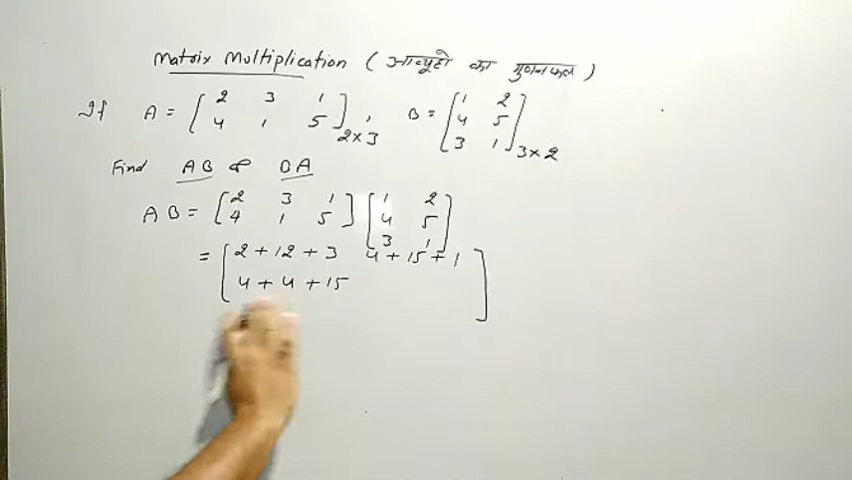 Matrix Multiplication ( आव्यूहो का गुणनफल )
If A = [ 2 3 1 , B = [ 1 2
4 1 5 ] 2×3 4 5
3 1 ] 3×2
Find AB & BA
AB = [ 2 3 1 [ 1 2
4 1 5 ] 4 5
3 1 ]
= [ 2 + 12 + 3 4 + 15 + 1
4 + 4 + 15 ]